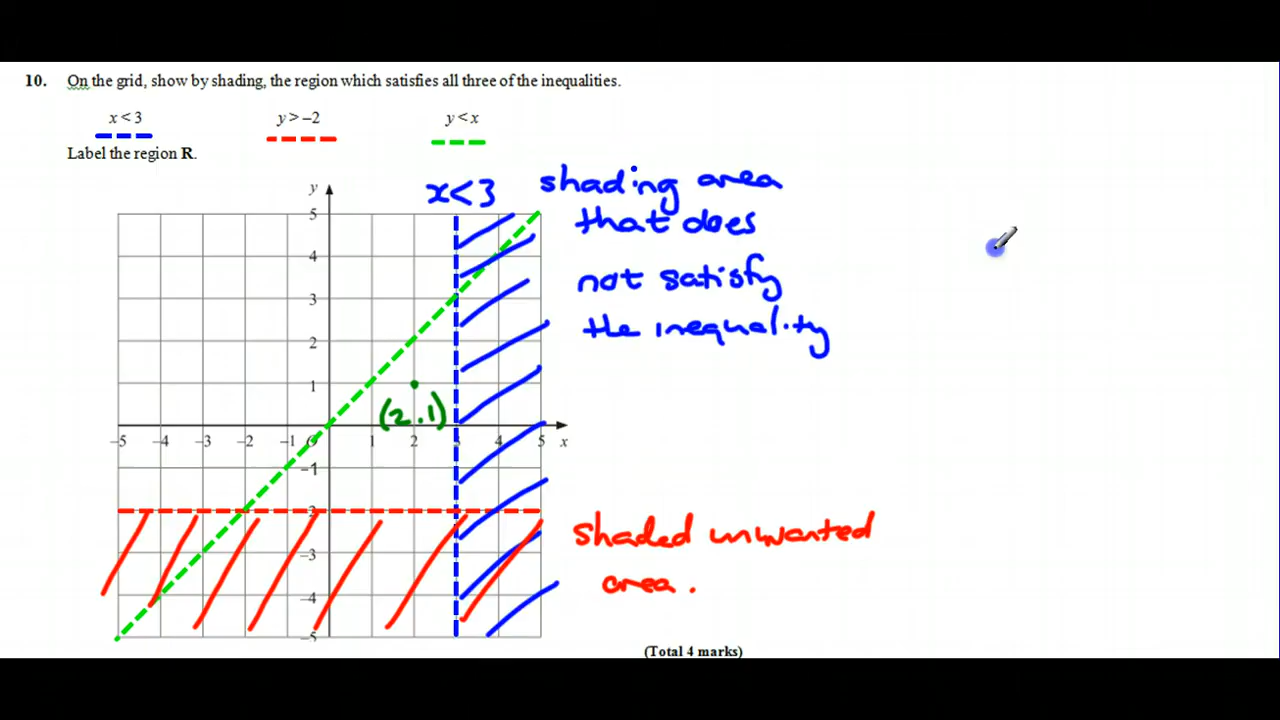 10. On the grid, show by shading, the region which satisfies all three of the inequalities.
x < 3 y > –2 y < x
Label the region R.
x<3 shading area
that does
not satisfy
the inequality
y
5
4
3
2
1
(2,1)
–5 –4 –3 –2 –1 O 1 2 3 4 5 x
–1
–2
–3
–4
–5
shaded unwanted
area.
(Total 4 marks)